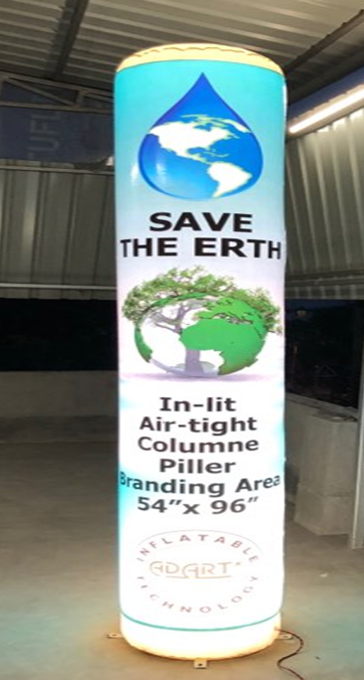 SAVE
THE ERTH
In-lit
Air-tight
Columne
Piller
Branding Area
54"x 96"
INFLATABLE
ADART
TECHNOLOGY